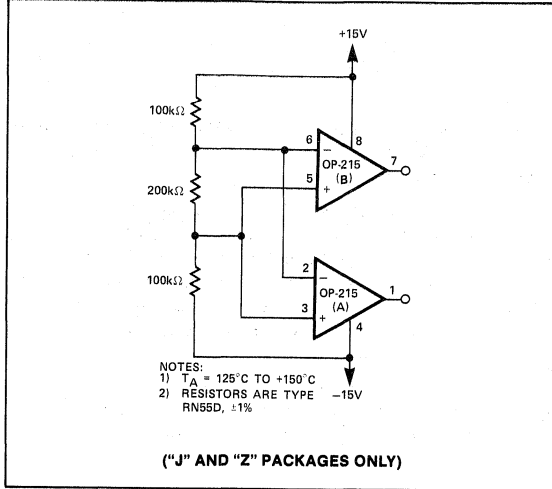 +15V
100kΩ
6
−
8
OP-215
(B)
7
5
+
200kΩ
2
−
OP-215
(A)
1
100kΩ
3
+
4
NOTES:
1) TA = 125°C TO +150°C
2) RESISTORS ARE TYPE
RN55D, ±1%
−15V
("J" AND "Z" PACKAGES ONLY)